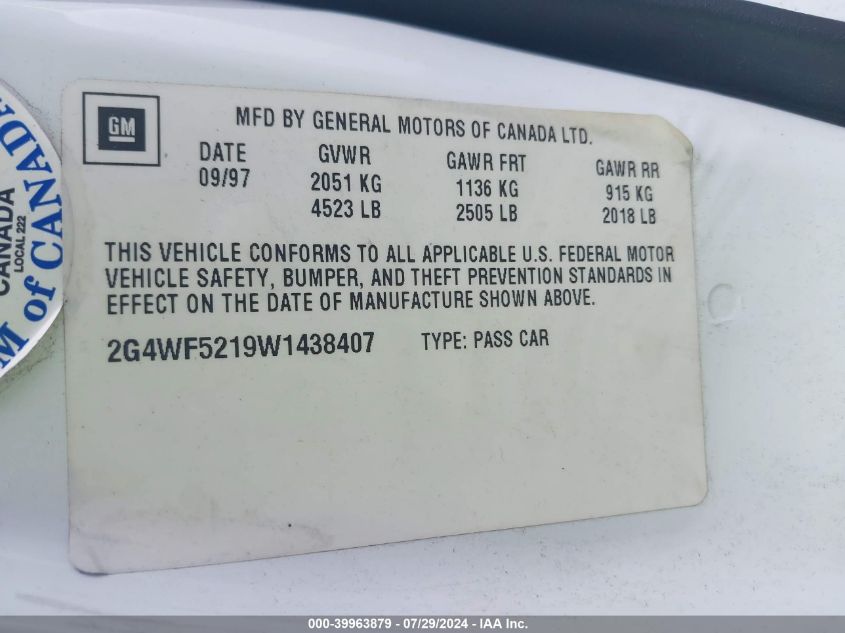 GM
MFD BY GENERAL MOTORS OF CANADA LTD.
DATE GVWR GAWR FRT GAWR RR
09/97 2051 KG 1136 KG 915 KG
4523 LB 2505 LB 2018 LB
THIS VEHICLE CONFORMS TO ALL APPLICABLE U.S. FEDERAL MOTOR
VEHICLE SAFETY, BUMPER, AND THEFT PREVENTION STANDARDS IN
EFFECT ON THE DATE OF MANUFACTURE SHOWN ABOVE.
2G4WF5219W1438407 TYPE: PASS CAR
CANADA
LOCAL 222
M of CANADA
000-39963879 / 07/29/2024 - IAA Inc.